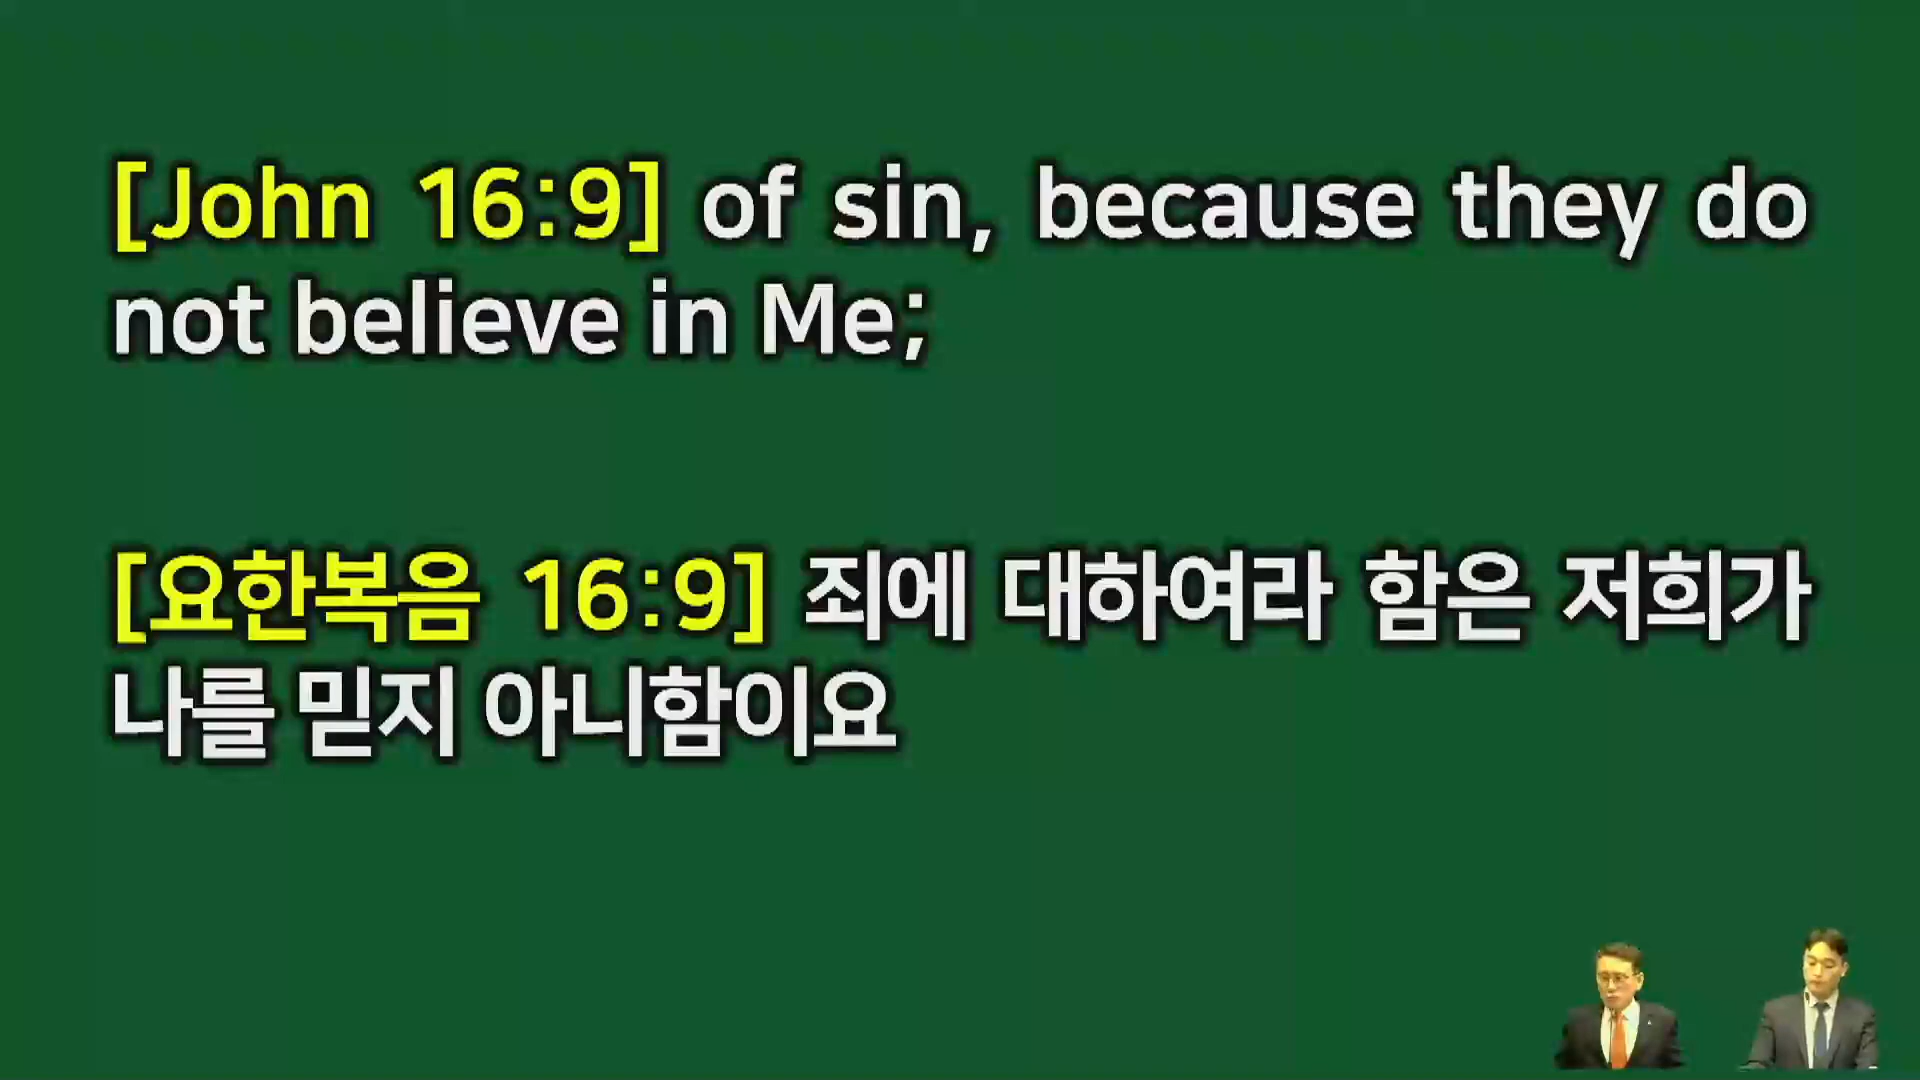 [John 16:9] of sin, because they do
not believe in Me;
[요한복음 16:9] 죄에 대하여라 함은 저희가
나를 믿지 아니함이요